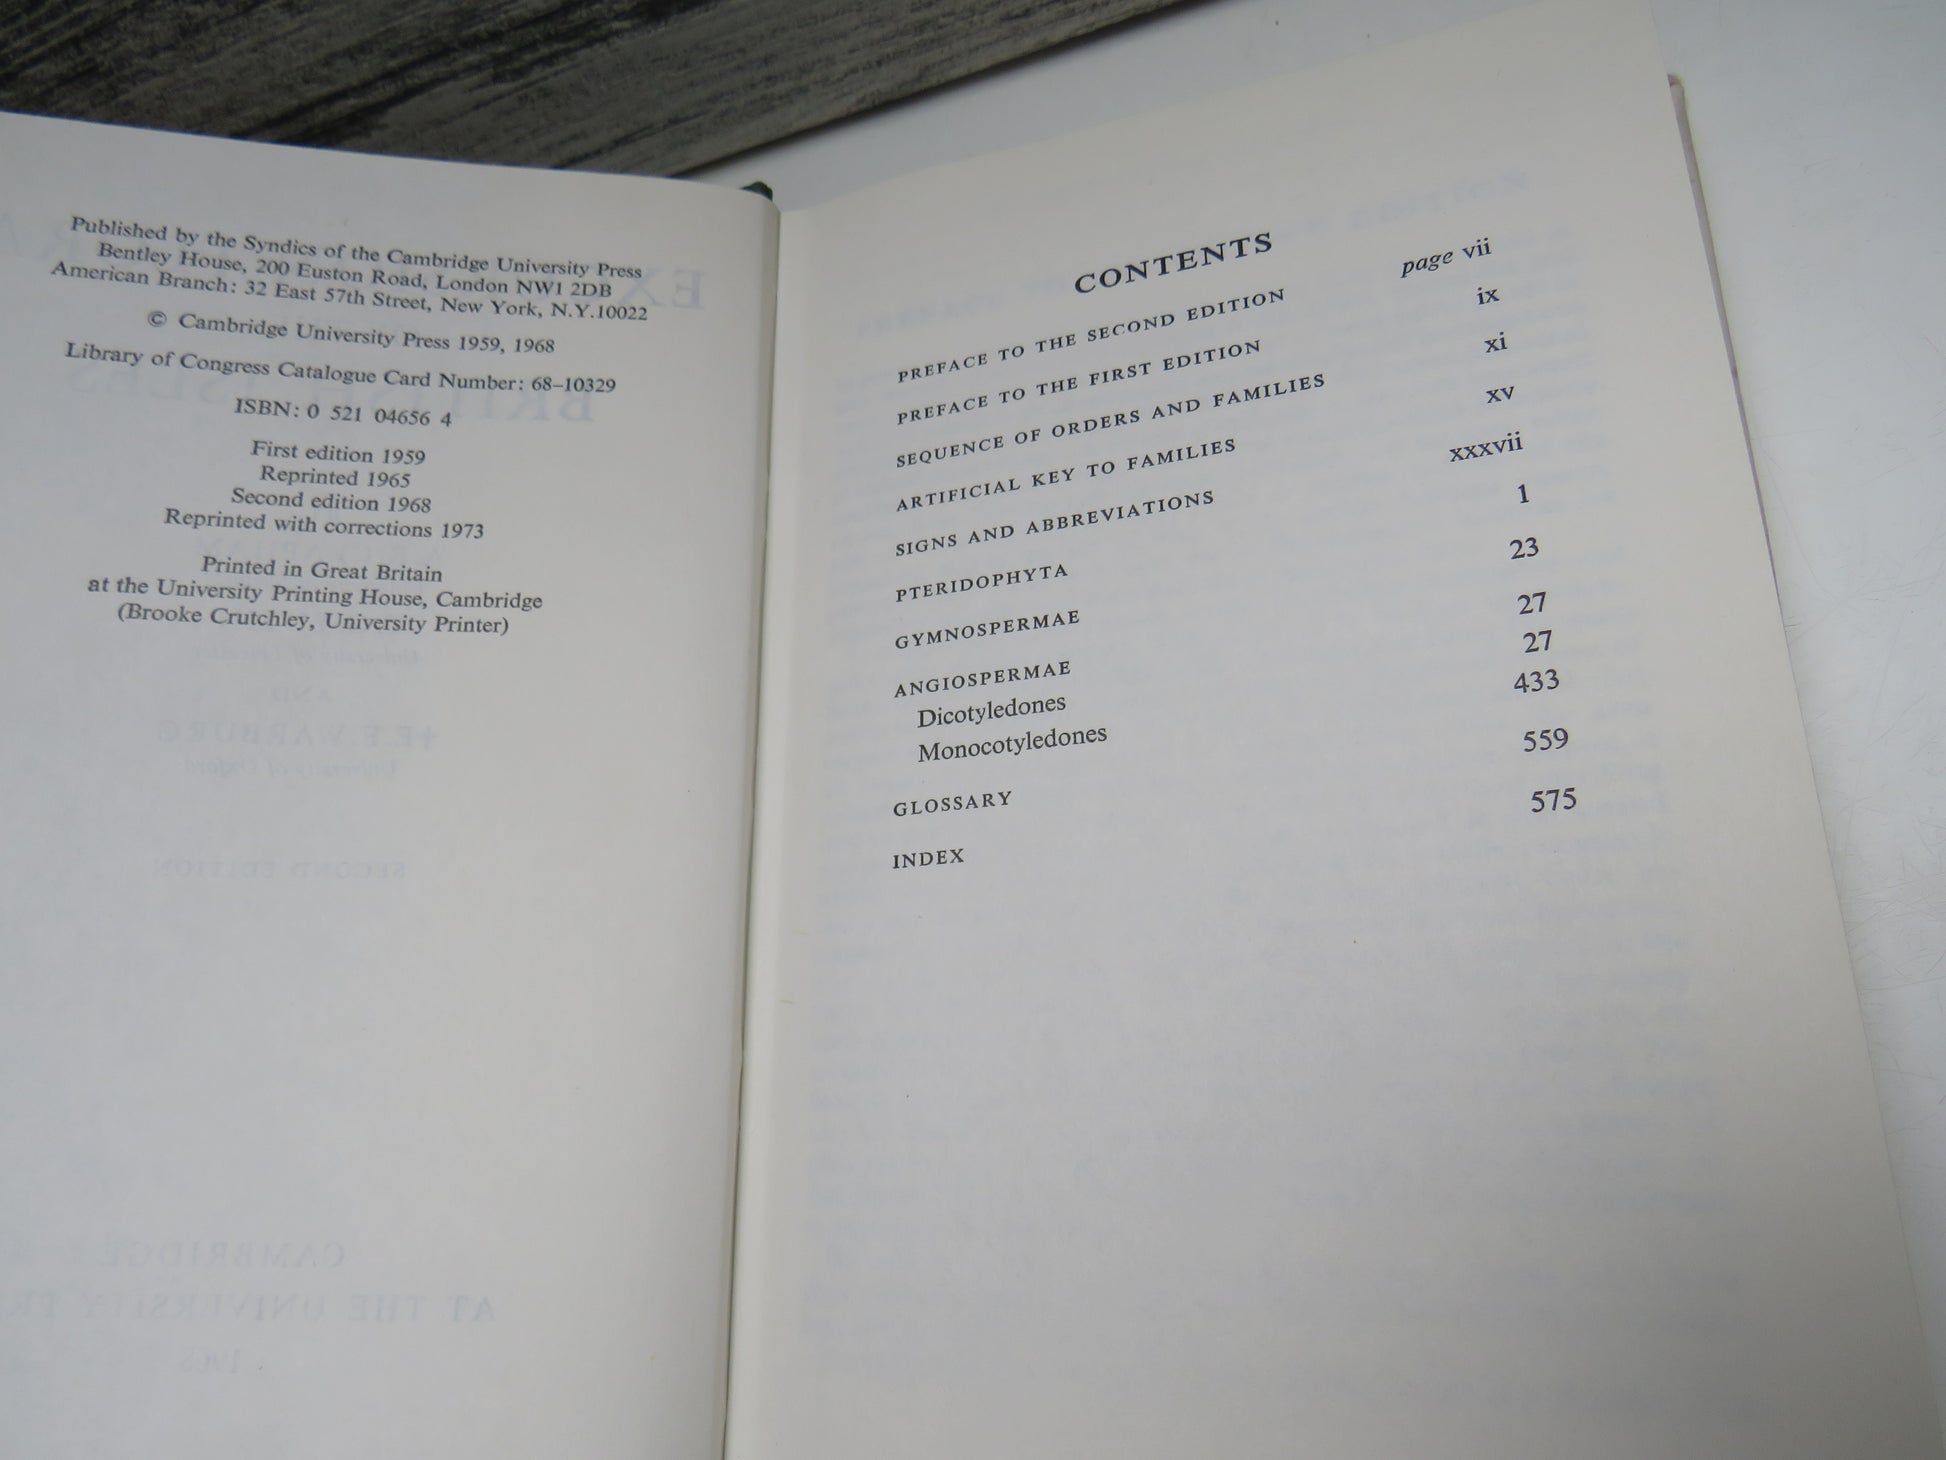 Published by the Syndics of the Cambridge University Press
Bentley House, 200 Euston Road, London NW1 2DB
American Branch: 32 East 57th Street, New York, N.Y.10022
© Cambridge University Press 1959, 1968
Library of Congress Catalogue Card Number: 68-10329
ISBN: 0 521 04656 4
First edition 1959
Reprinted 1965
Second edition 1968
Reprinted with corrections 1973
Printed in Great Britain
at the University Printing House, Cambridge
(Brooke Crutchley, University Printer)
CONTENTS
PREFACE TO THE SECOND EDITION page vii
PREFACE TO THE FIRST EDITION ix
SEQUENCE OF ORDERS AND FAMILIES xi
ARTIFICIAL KEY TO FAMILIES xv
SIGNS AND ABBREVIATIONS xxxvii
PTERIDOPHYTA 1
GYMNOSPERMAE 23
ANGIOSPERMAE 27
Dicotyledones 27
Monocotyledones 433
GLOSSARY 559
INDEX 575